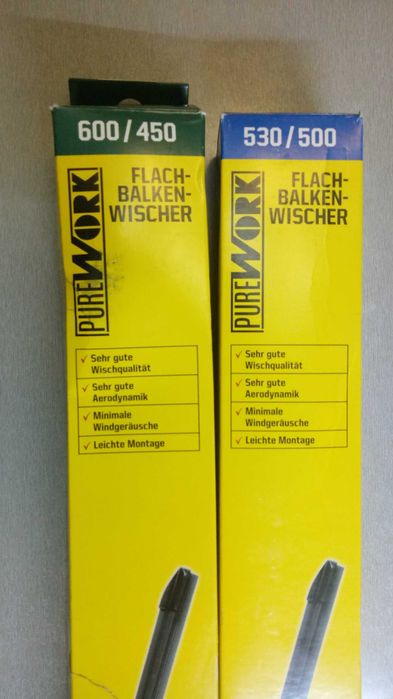 600/450
PUREWORK
FLACH-
BALKEN-
WISCHER
✓ Sehr gute
Wischqualität
✓ Sehr gute
Aerodynamik
✓ Minimale
Windgeräusche
✓ Leichte Montage
530/500
PUREWORK
FLACH-
BALKEN-
WISCHER
✓ Sehr gute
Wischqualität
✓ Sehr gute
Aerodynamik
✓ Minimale
Windgeräusche
✓ Leichte Montage